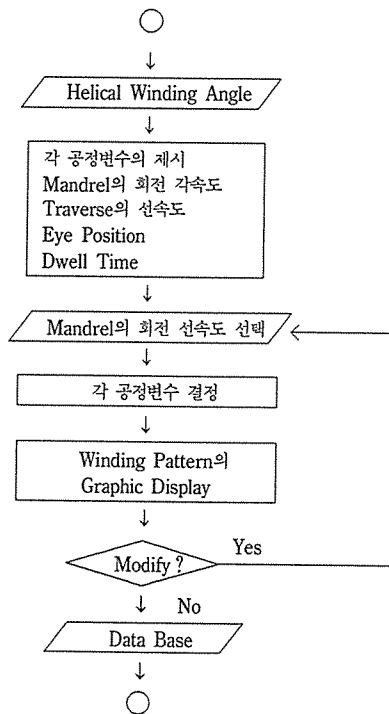 Helical Winding Angle
각 공정변수의 제시
Mandrel의 회전 각속도
Traverse의 선속도
Eye Position
Dwell Time
Mandrel의 회전 선속도 선택
각 공정변수 결정
Winding Pattern의
Graphic Display
Modify ?
Yes
No
Data Base